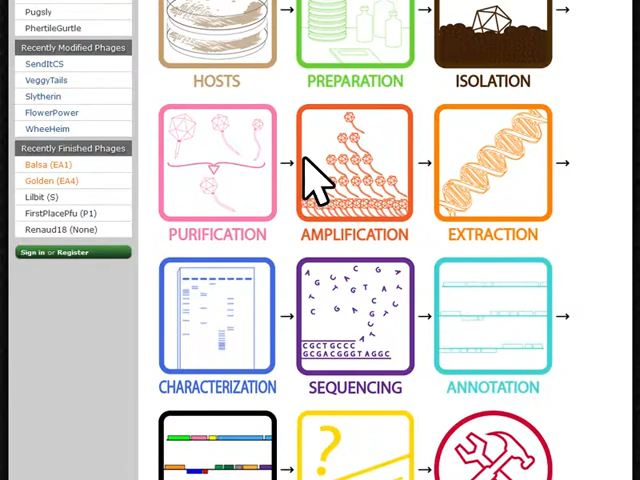 Pugsly
PhertileGurtle
Recently Modified Phages
SendItCS
VeggyTails
Slytherin
FlowerPower
WheeHeim
Recently Finished Phages
Balsa (EA1)
Golden (EA4)
Lilbit (S)
FirstPlacePfu (P1)
Renaud18 (None)
Sign in or Register
HOSTS
PREPARATION
ISOLATION
PURIFICATION
AMPLIFICATION
EXTRACTION
CGCTGCCC
GCGACGGGTAGGC
CHARACTERIZATION
SEQUENCING
ANNOTATION
?